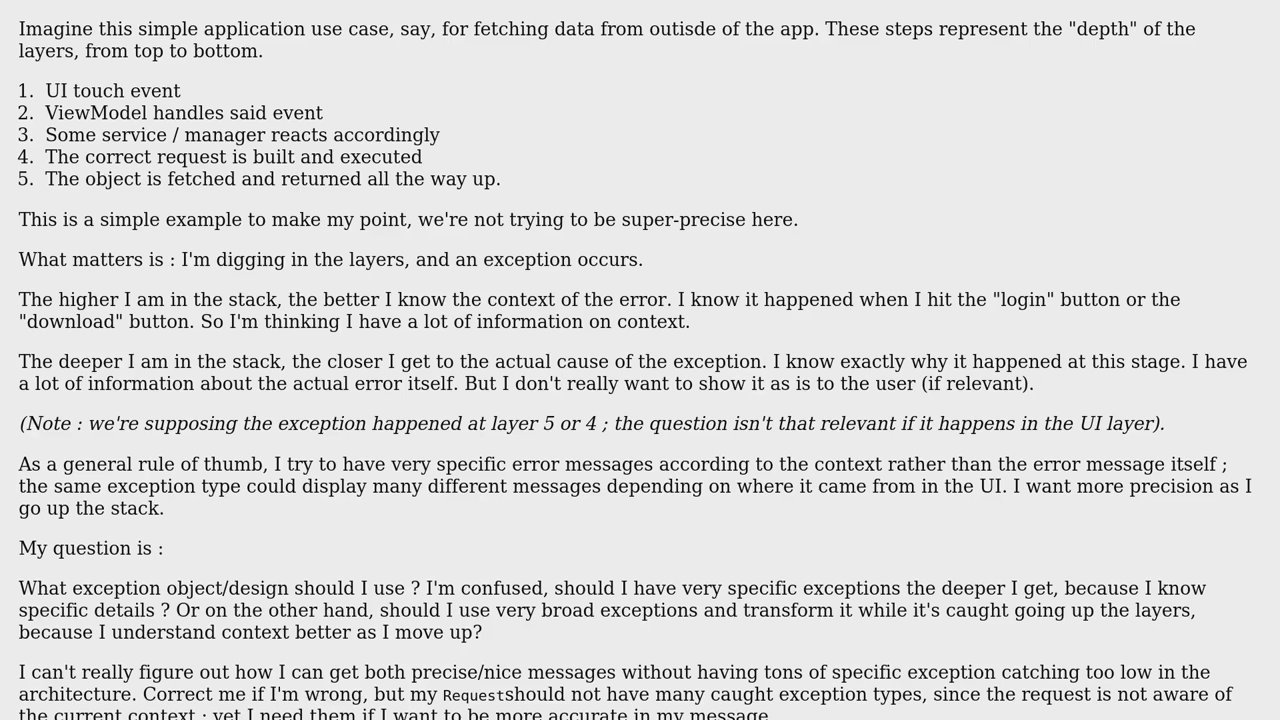 Imagine this simple application use case, say, for fetching data from outisde of the app. These steps represent the "depth" of the
layers, from top to bottom.
1. UI touch event
2. ViewModel handles said event
3. Some service / manager reacts accordingly
4. The correct request is built and executed
5. The object is fetched and returned all the way up.
This is a simple example to make my point, we're not trying to be super-precise here.
What matters is : I'm digging in the layers, and an exception occurs.
The higher I am in the stack, the better I know the context of the error. I know it happened when I hit the "login" button or the
"download" button. So I'm thinking I have a lot of information on context.
The deeper I am in the stack, the closer I get to the actual cause of the exception. I know exactly why it happened at this stage. I have
a lot of information about the actual error itself. But I don't really want to show it as is to the user (if relevant).
(Note : we're supposing the exception happened at layer 5 or 4 ; the question isn't that relevant if it happens in the UI layer).
As a general rule of thumb, I try to have very specific error messages according to the context rather than the error message itself ;
the same exception type could display many different messages depending on where it came from in the UI. I want more precision as I
go up the stack.
My question is :
What exception object/design should I use ? I'm confused, should I have very specific exceptions the deeper I get, because I know
specific details ? Or on the other hand, should I use very broad exceptions and transform it while it's caught going up the layers,
because I understand context better as I move up?
I can't really figure out how I can get both precise/nice messages without having tons of specific exception catching too low in the
architecture. Correct me if I'm wrong, but my Requestshould not have many caught exception types, since the request is not aware of
the current context ; yet I need them if I want to be more accurate in my message.